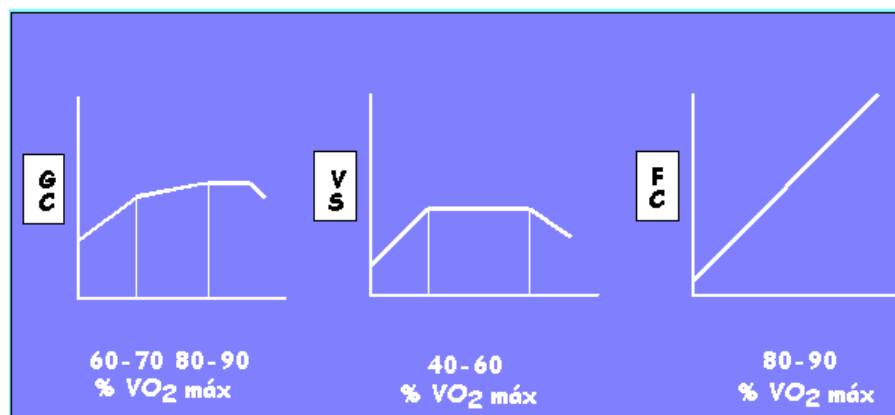 G
C
V
S
F
C
60-70 80-90
% VO2 máx
40-60
% VO2 máx
80-90
% VO2 máx